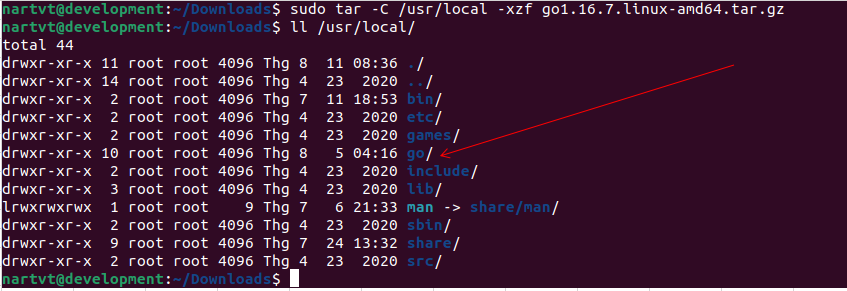 nartvt@development:~/Downloads$ sudo tar -C /usr/local -xzf go1.16.7.linux-amd64.tar.gz
nartvt@development:~/Downloads$ ll /usr/local/
total 44
drwxr-xr-x 11 root root 4096 Thg 8  11 08:36 ./
drwxr-xr-x 14 root root 4096 Thg 4  23  2020 ../
drwxr-xr-x  2 root root 4096 Thg 7  11 18:53 bin/
drwxr-xr-x  2 root root 4096 Thg 4  23  2020 etc/
drwxr-xr-x  2 root root 4096 Thg 4  23  2020 games/
drwxr-xr-x 10 root root 4096 Thg 8   5 04:16 go/
drwxr-xr-x  2 root root 4096 Thg 4  23  2020 include/
drwxr-xr-x  3 root root 4096 Thg 4  23  2020 lib/
lrwxrwxrwx  1 root root    9 Thg 7   6 21:33 man -> share/man/
drwxr-xr-x  2 root root 4096 Thg 4  23  2020 sbin/
drwxr-xr-x  9 root root 4096 Thg 7  24 13:32 share/
drwxr-xr-x  2 root root 4096 Thg 4  23  2020 src/
nartvt@development:~/Downloads$